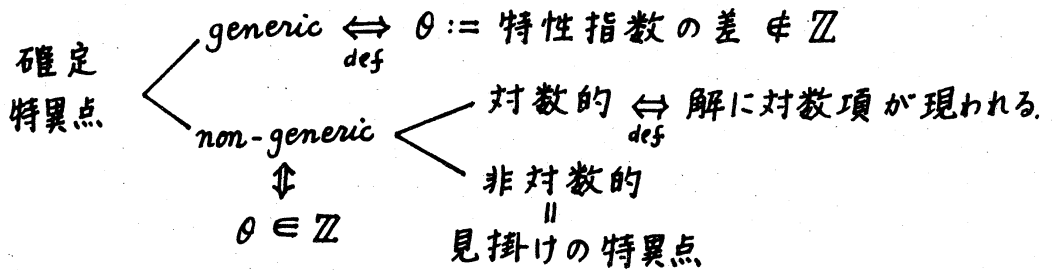 確定
特異点
generic ⇔ θ := 特性指数の差 ∉ ℤ
def
non-generic
⇕
θ ∈ ℤ
対数的 ⇔ 解に対数項が現われる.
def
非対数的
॥
見掛けの特異点